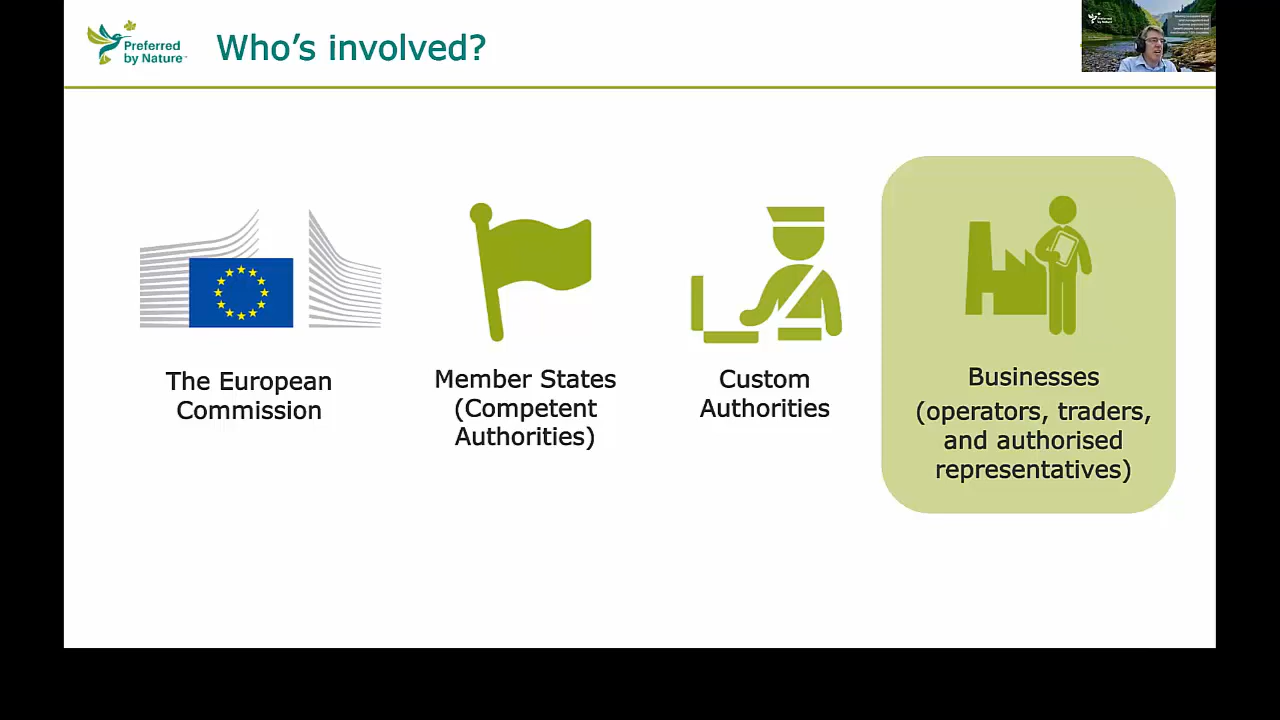 Preferred
by Nature™
Who's involved?
The European
Commission
Member States
(Competent
Authorities)
Custom
Authorities
Businesses
(operators, traders,
and authorised
representatives)